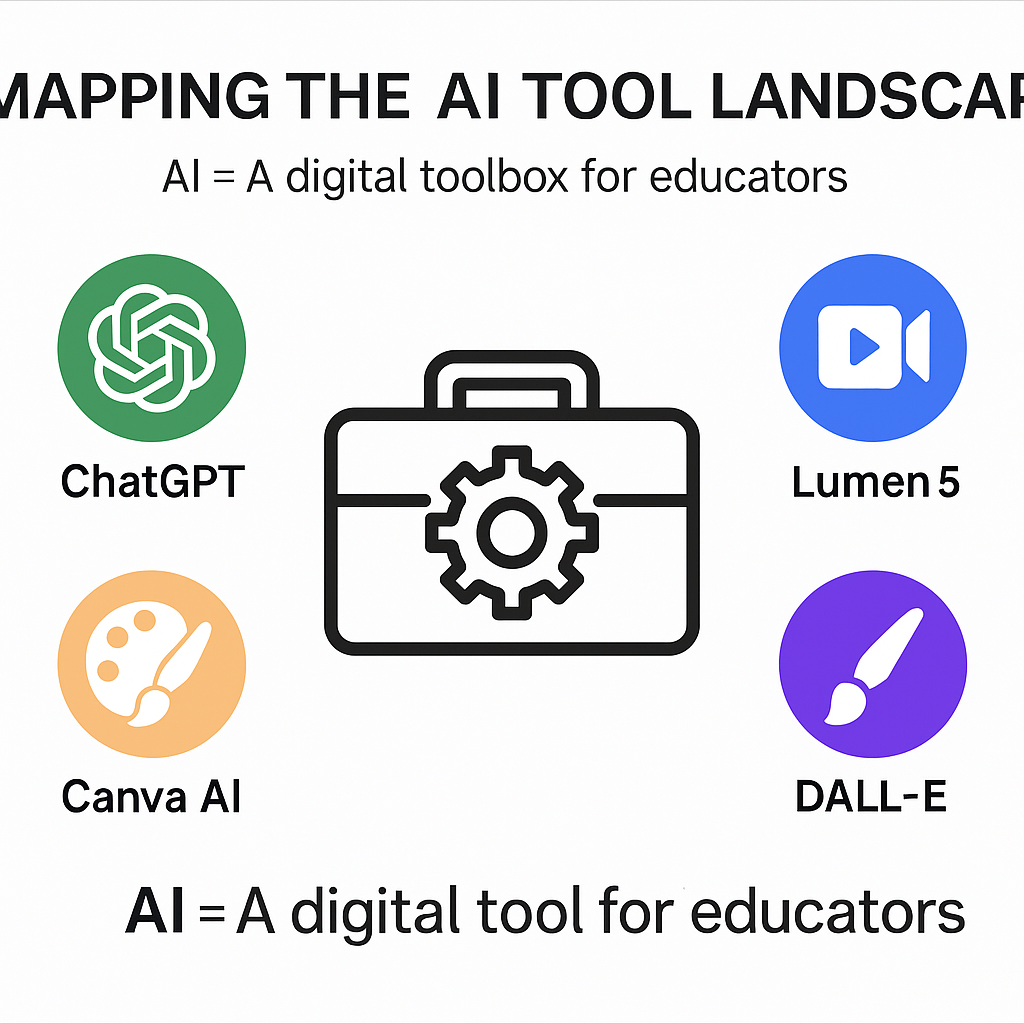 MAPPING THE AI TOOL LANDSCAP
AI = A digital toolbox for educators
ChatGPT
Lumen 5
Canva AI
DALL-E
AI = A digital tool for educators